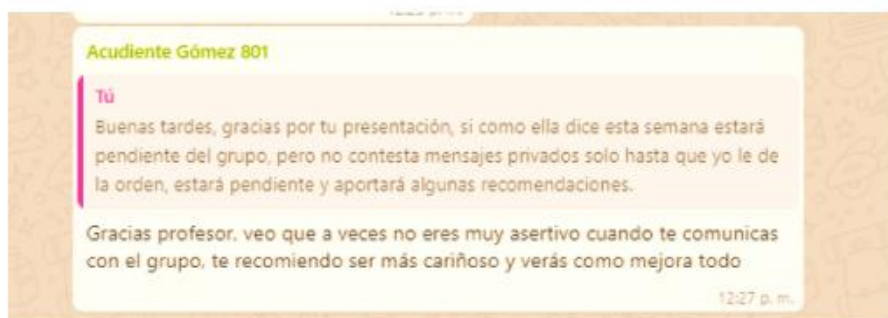 Acudiente Gómez 801
Tú
Buenas tardes, gracias por tu presentación, si como ella dice esta semana estará
pendiente del grupo, pero no contesta mensajes privados solo hasta que yo le de
la orden, estará pendiente y aportará algunas recomendaciones.
Gracias profesor. veo que a veces no eres muy asertivo cuando te comunicas
con el grupo, te recomiendo ser más cariñoso y verás como mejora todo
12:27 p. m.